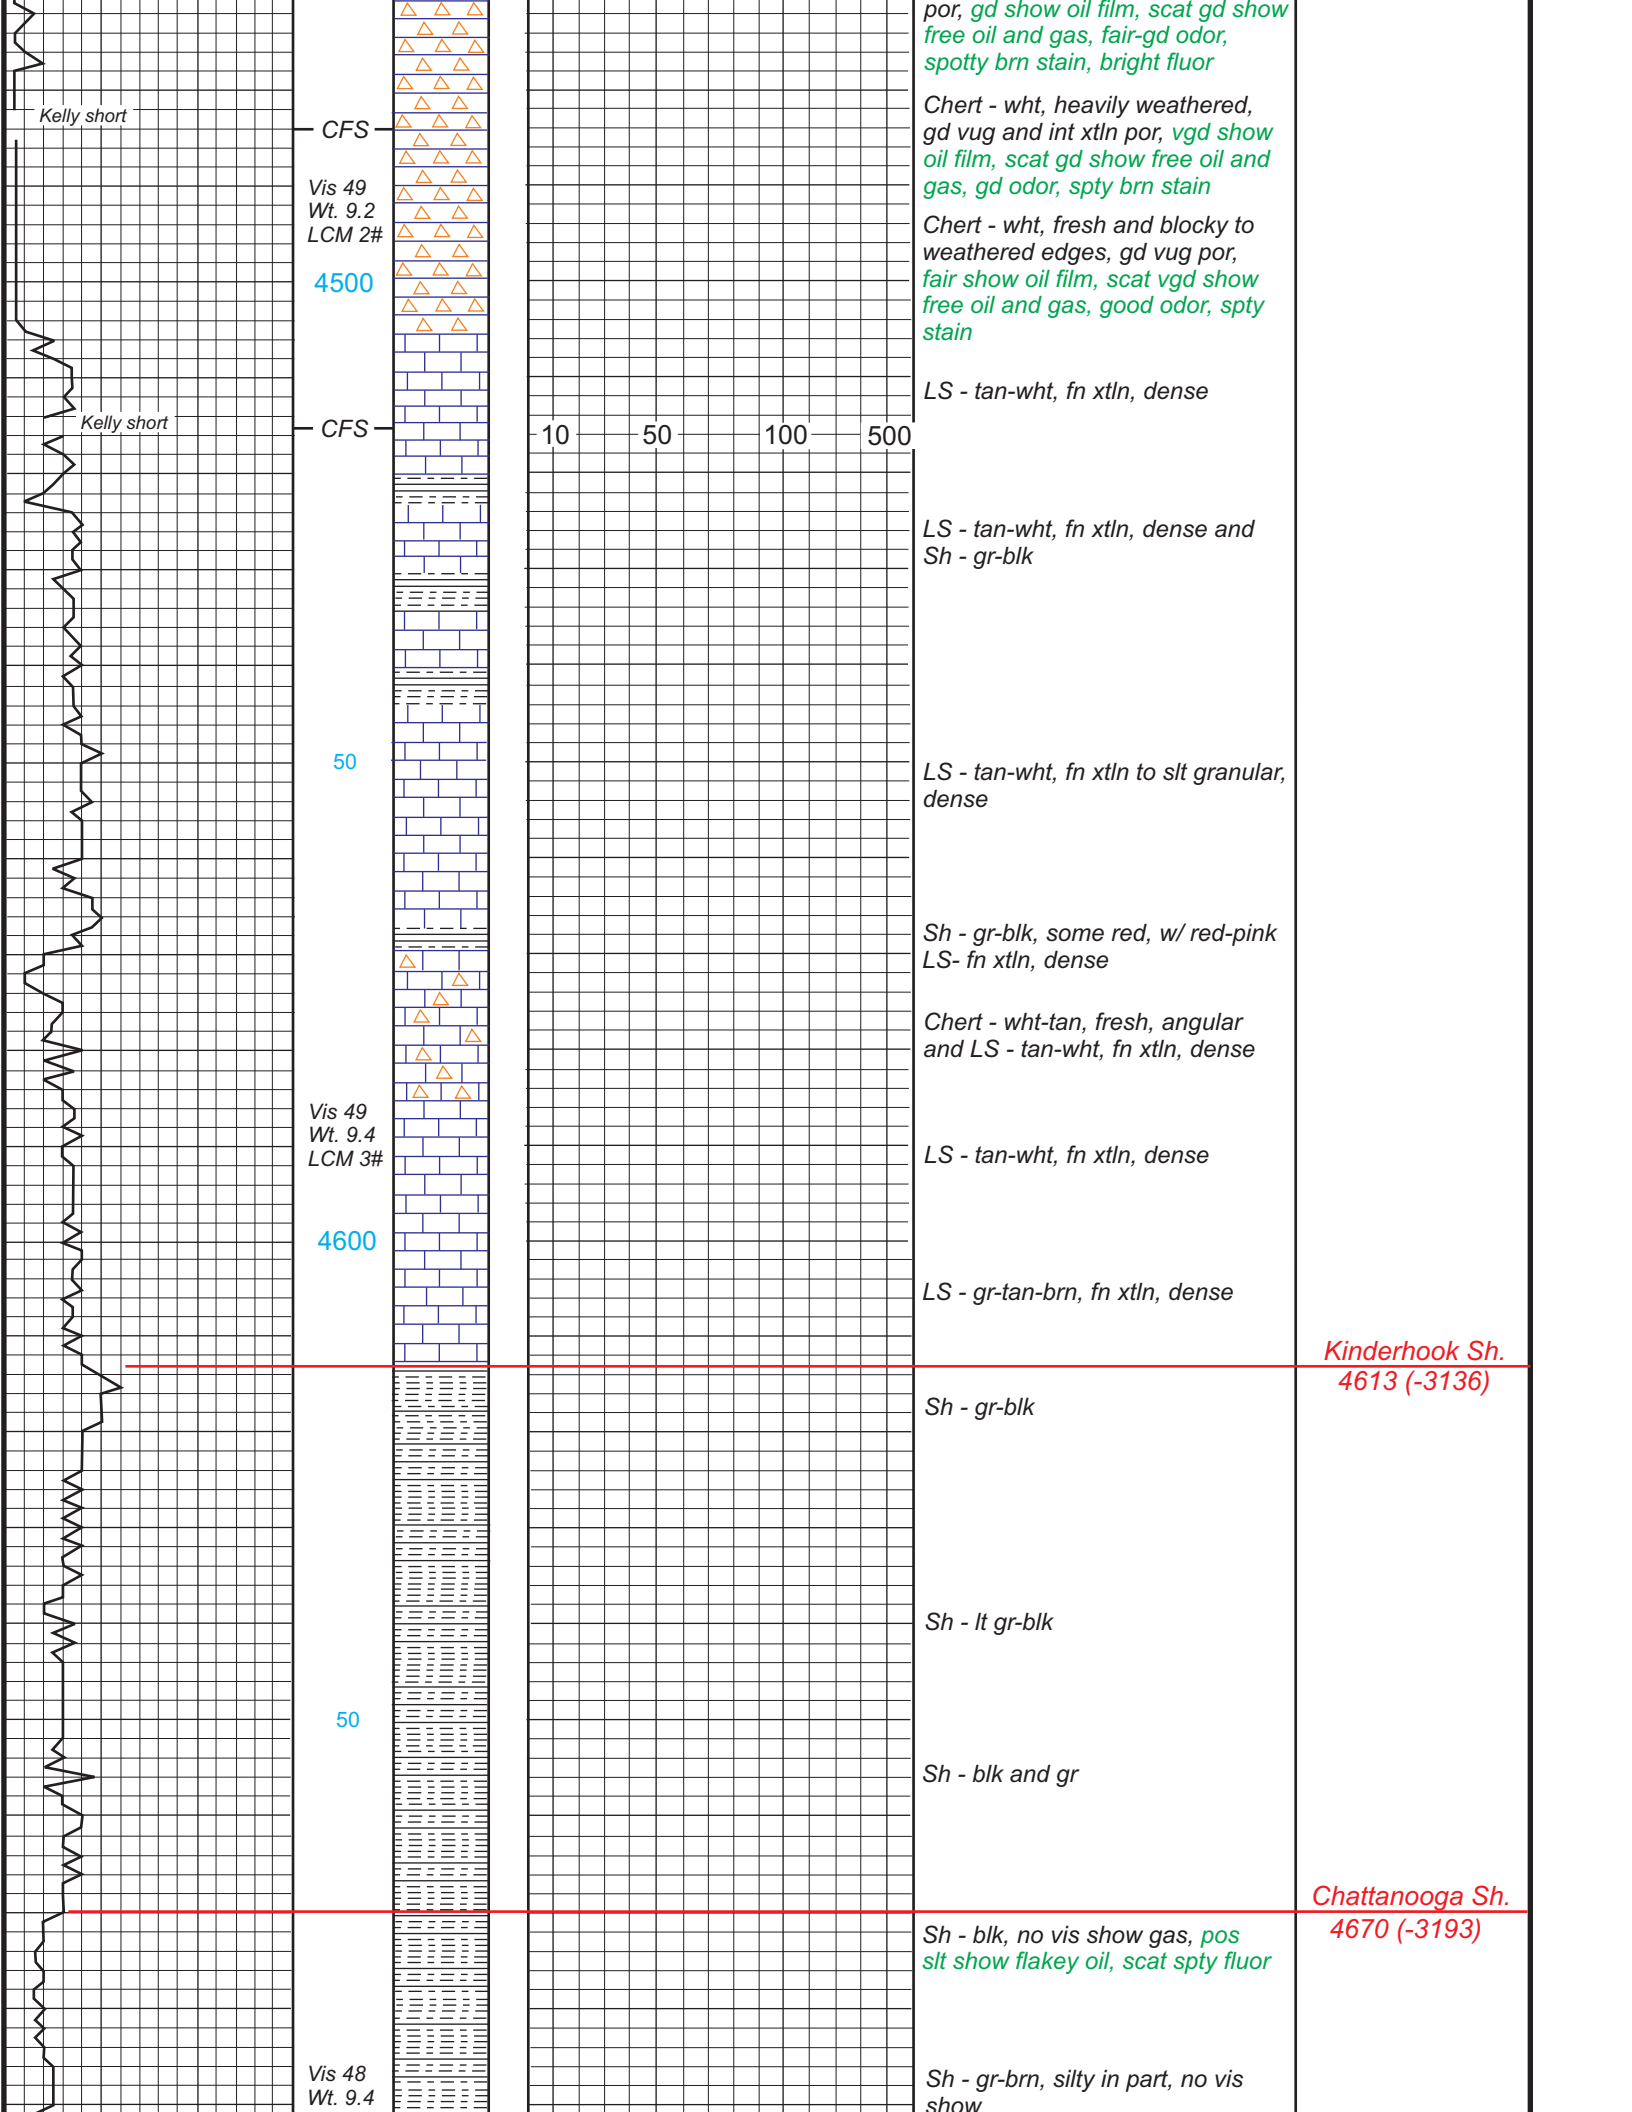 por, gd show oil film, scat gd show
free oil and gas, fair-gd odor,
spotty brn stain, bright fluor
Kelly short
CFS
Chert - wht, heavily weathered,
gd vug and int xtln por, vgd show
oil film, scat gd show free oil and
gas, gd odor, spty brn stain
Vis 49
Wt. 9.2
LCM 2#
4500
Chert - wht, fresh and blocky to
weathered edges, gd vug por,
fair show oil film, scat vgd show
free oil and gas, good odor, spty
stain
LS - tan-wht, fn xtln, dense
Kelly short
CFS
10 50 100 500
LS - tan-wht, fn xtln, dense and
Sh - gr-blk
50
LS - tan-wht, fn xtln to slt granular,
dense
Sh - gr-blk, some red, w/ red-pink
LS- fn xtln, dense
Chert - wht-tan, fresh, angular
and LS - tan-wht, fn xtln, dense
Vis 49
Wt. 9.4
LCM 3#
LS - tan-wht, fn xtln, dense
4600
LS - gr-tan-brn, fn xtln, dense
Kinderhook Sh.
4613 (-3136)
Sh - gr-blk
Sh - lt gr-blk
50
Sh - blk and gr
Chattanooga Sh.
4670 (-3193)
Sh - blk, no vis show gas, pos
slt show flakey oil, scat spty fluor
Vis 48
Wt. 9.4
Sh - gr-brn, silty in part, no vis
show